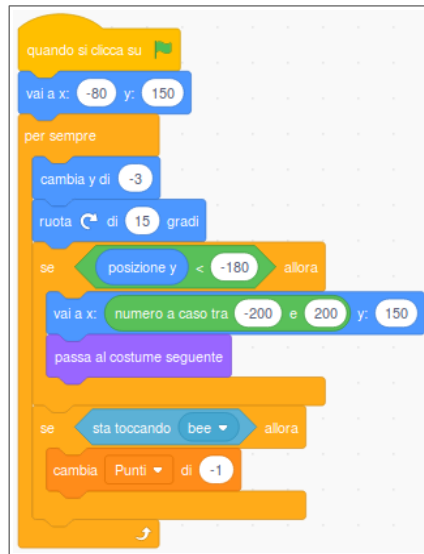 quando si clicca su
vai a x: -80 y: 150
per sempre
cambia y di -3
ruota di 15 gradi
se posizione y < -180 allora
vai a x: numero a caso tra -200 e 200 y: 150
passa al costume seguente
se sta toccando bee allora
cambia Punti di -1